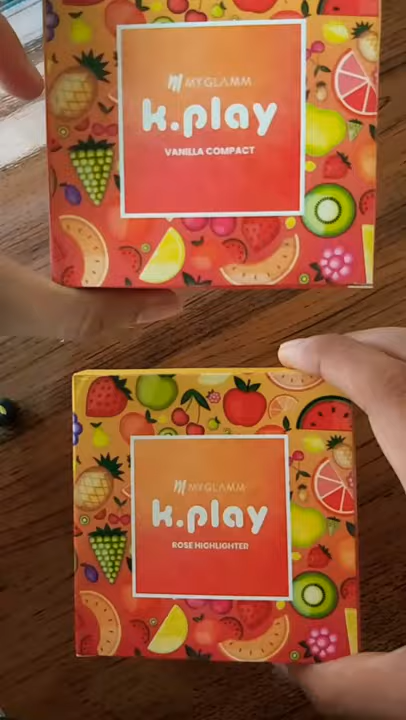 MYGLAMM
k.play
VANILLA COMPACT
MYGLAMM
k.play
ROSE HIGHLIGHTER